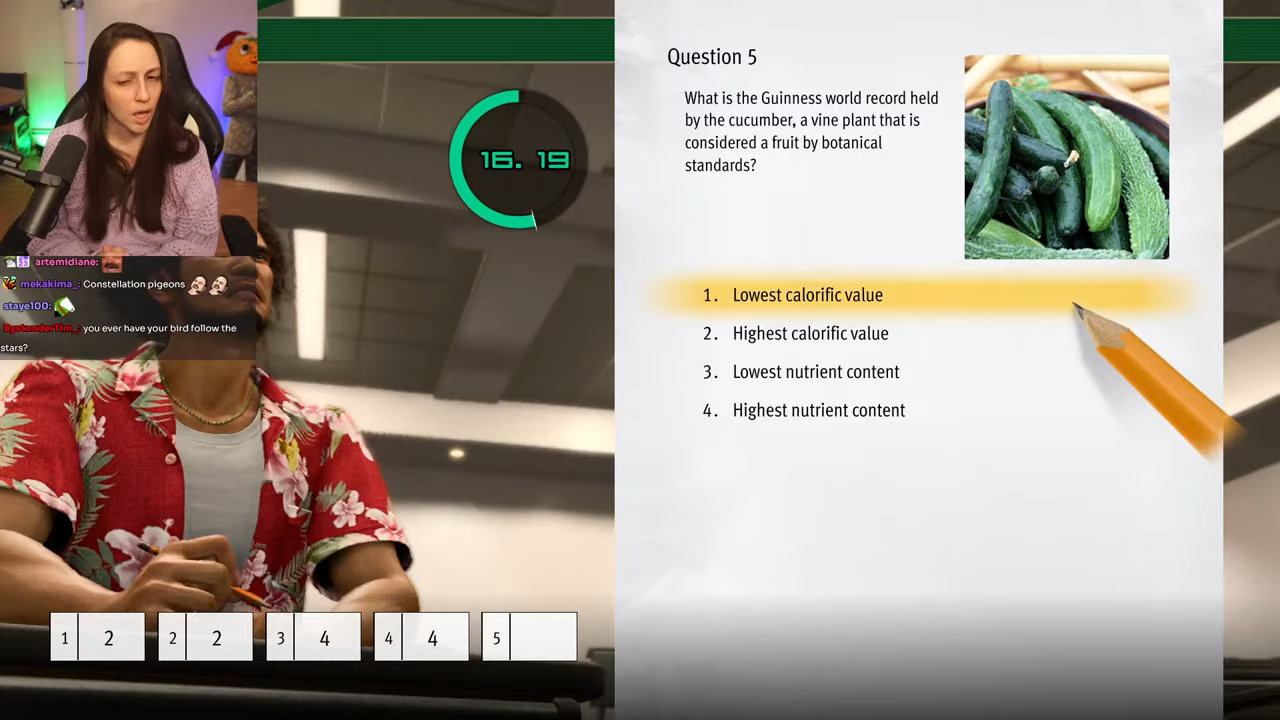 artemidiane:
mekakima_: Constellation pigeons
staye100:
BystanderTim_: you ever have your bird follow the
stars?
16. 19
Question 5
What is the Guinness world record held
by the cucumber, a vine plant that is
considered a fruit by botanical
standards?
1. Lowest calorific value
2. Highest calorific value
3. Lowest nutrient content
4. Highest nutrient content
1 2 2 2 3 4 4 4 5